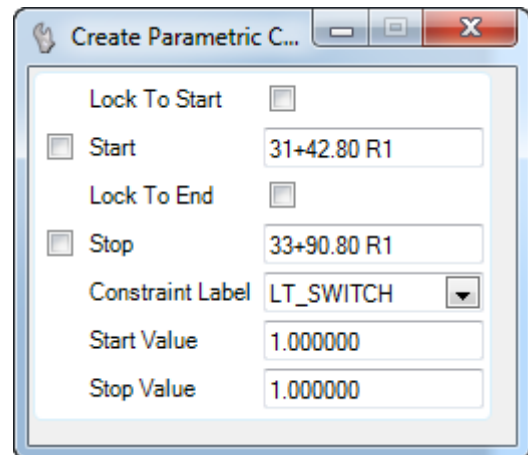 Create Parametric C...
Lock To Start
Start 31+42.80 R1
Lock To End
Stop 33+90.80 R1
Constraint Label LT_SWITCH
Start Value 1.000000
Stop Value 1.000000